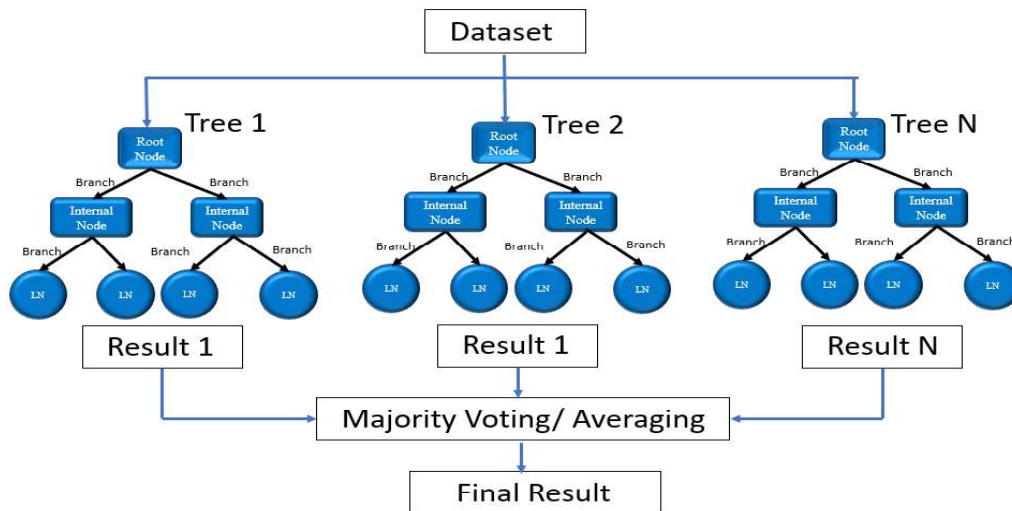 Dataset
Tree 1
Tree 2
Tree N
Root
Node
Root
Node
Root
Node
Branch
Branch
Branch
Branch
Branch
Branch
Internal
Node
Internal
Node
Internal
Node
Internal
Node
Internal
Node
Internal
Node
Branch
Branch
Branch
Branch
Branch
Branch
Branch
Branch
Branch
LN
LN
LN
LN
LN
LN
LN
LN
LN
LN
LN
LN
Result 1
Result 1
Result N
Majority Voting/ Averaging
Final Result